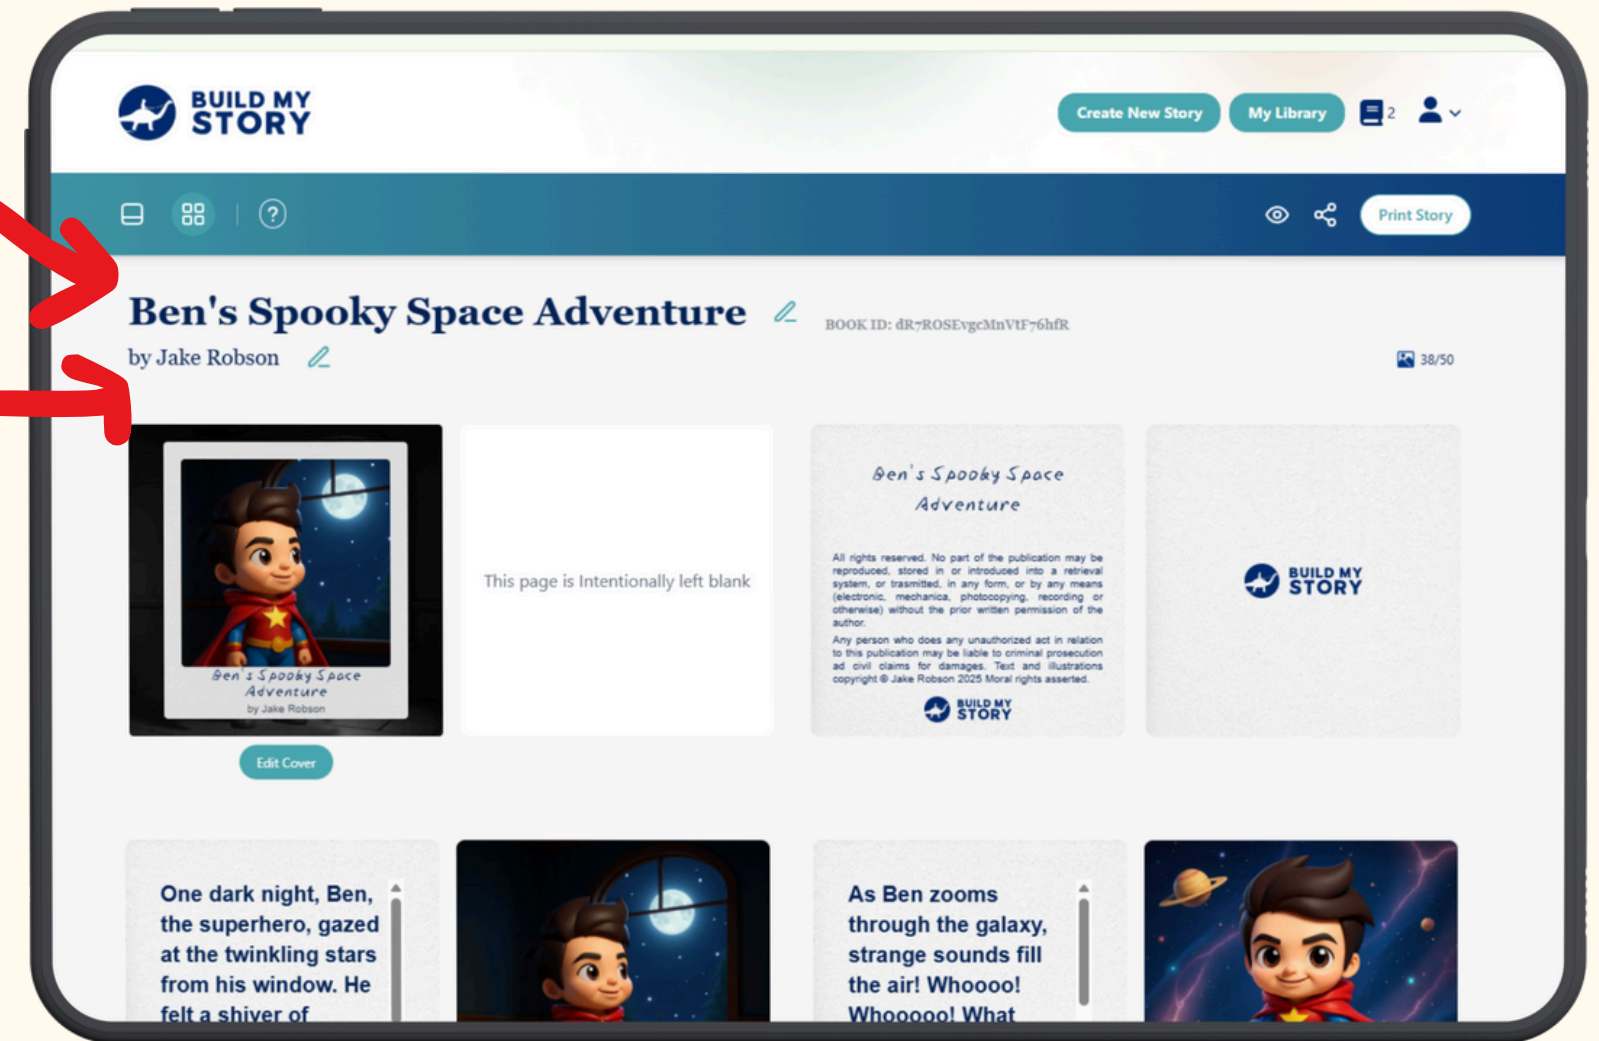 BUILD MY
STORY
Create New Story
My Library
2
?
Print Story
Ben's Spooky Space Adventure
BOOK ID: dR7ROSEvgcMnVtF76hfR
by Jake Robson
38/50
Ben's Spooky Space
Adventure
by Jake Robson
Edit Cover
This page is Intentionally left blank
Ben's Spooky Space
Adventure
All rights reserved. No part of the publication may be
reproduced, stored in or introduced into a retrieval
system, or trasmitted, in any form, or by any means
(electronic, mechanica, photocopying, recording or
otherwise) without the prior written permission of the
author.
Any person who does any unauthorized act in relation
to this publication may be liable to criminal prosecution
ad civil claims for damages. Text and illustrations
copyright © Jake Robson 2025 Moral rights asserted.
BUILD MY
STORY
BUILD MY
STORY
One dark night, Ben,
the superhero, gazed
at the twinkling stars
from his window. He
felt a shiver of
As Ben zooms
through the galaxy,
strange sounds fill
the air! Whoooo!
Whooooo! What